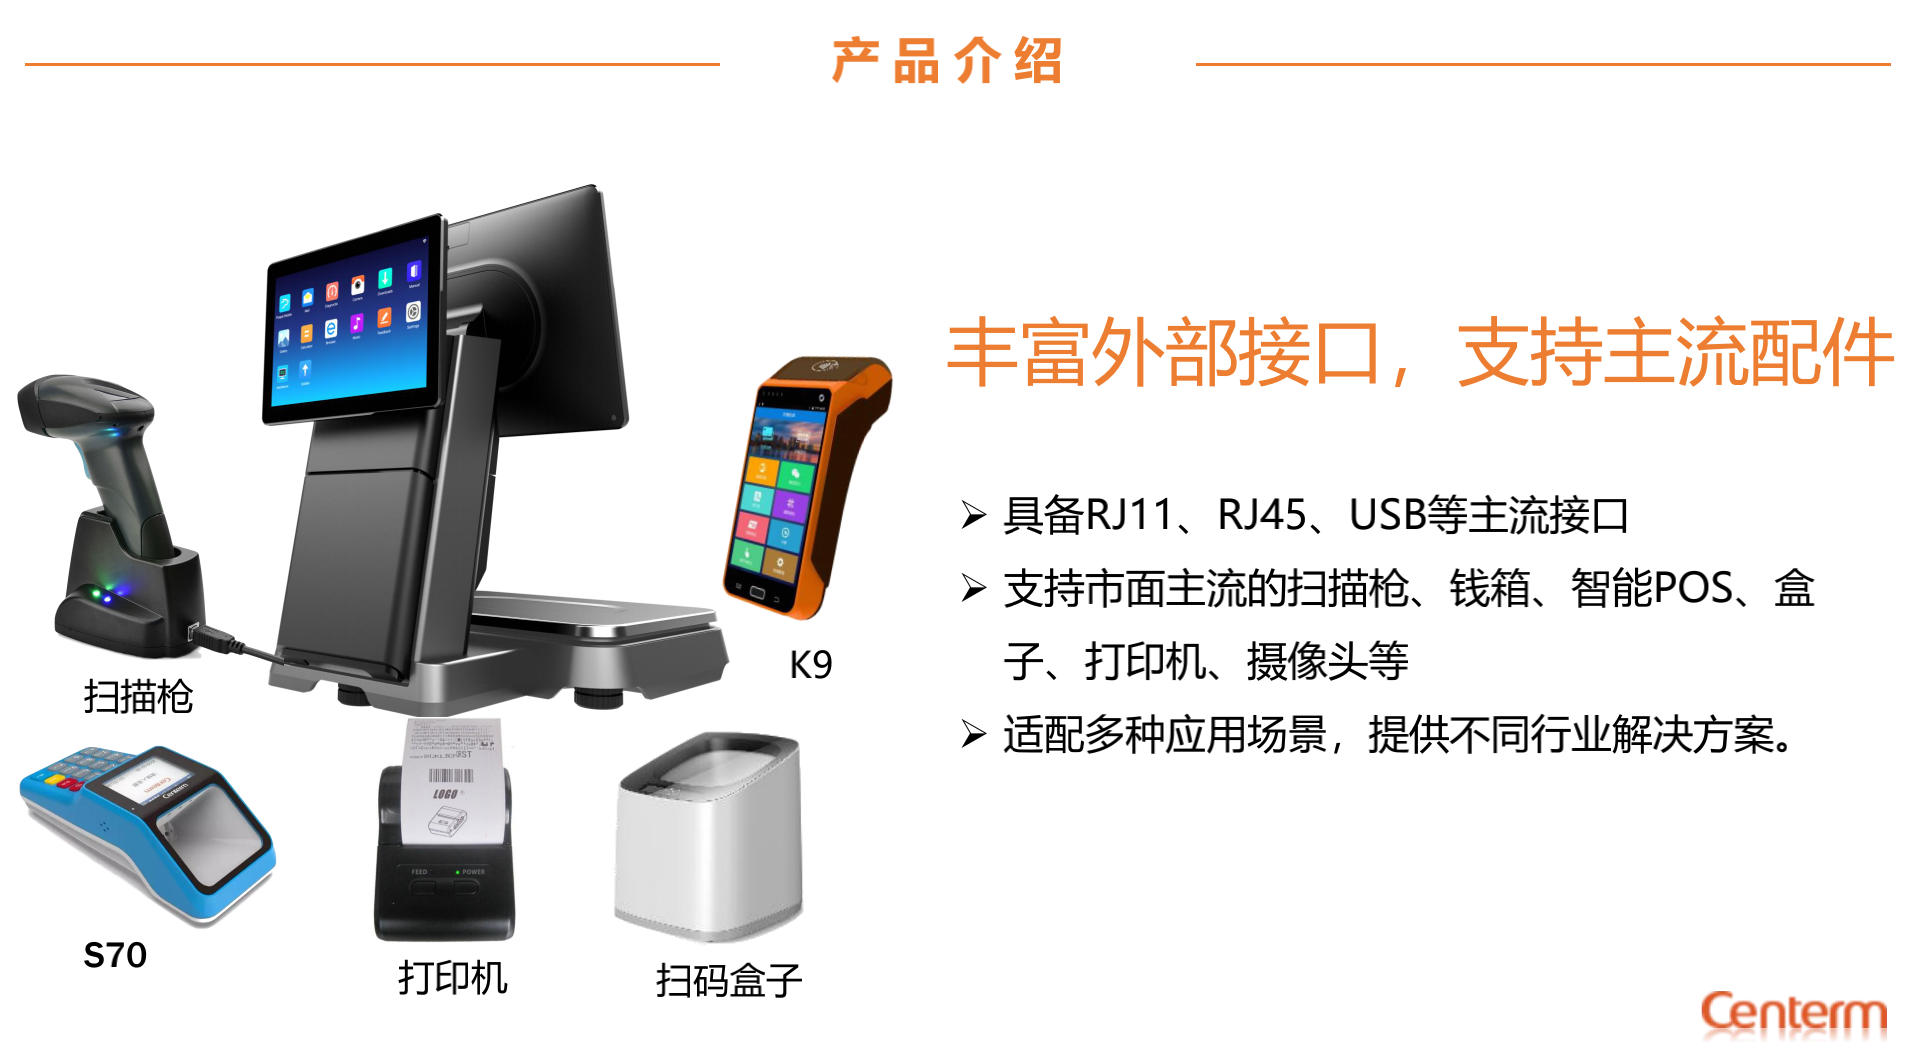 产品介绍
丰富外部接口，支持主流配件
具备RJ11、RJ45、USB等主流接口
支持市面主流的扫描枪、钱箱、智能POS、盒
子、打印机、摄像头等
适配多种应用场景，提供不同行业解决方案。
K9
扫描枪
LOGO
FEED
POWER
Centerm
S70
打印机
扫码盒子
Centerm